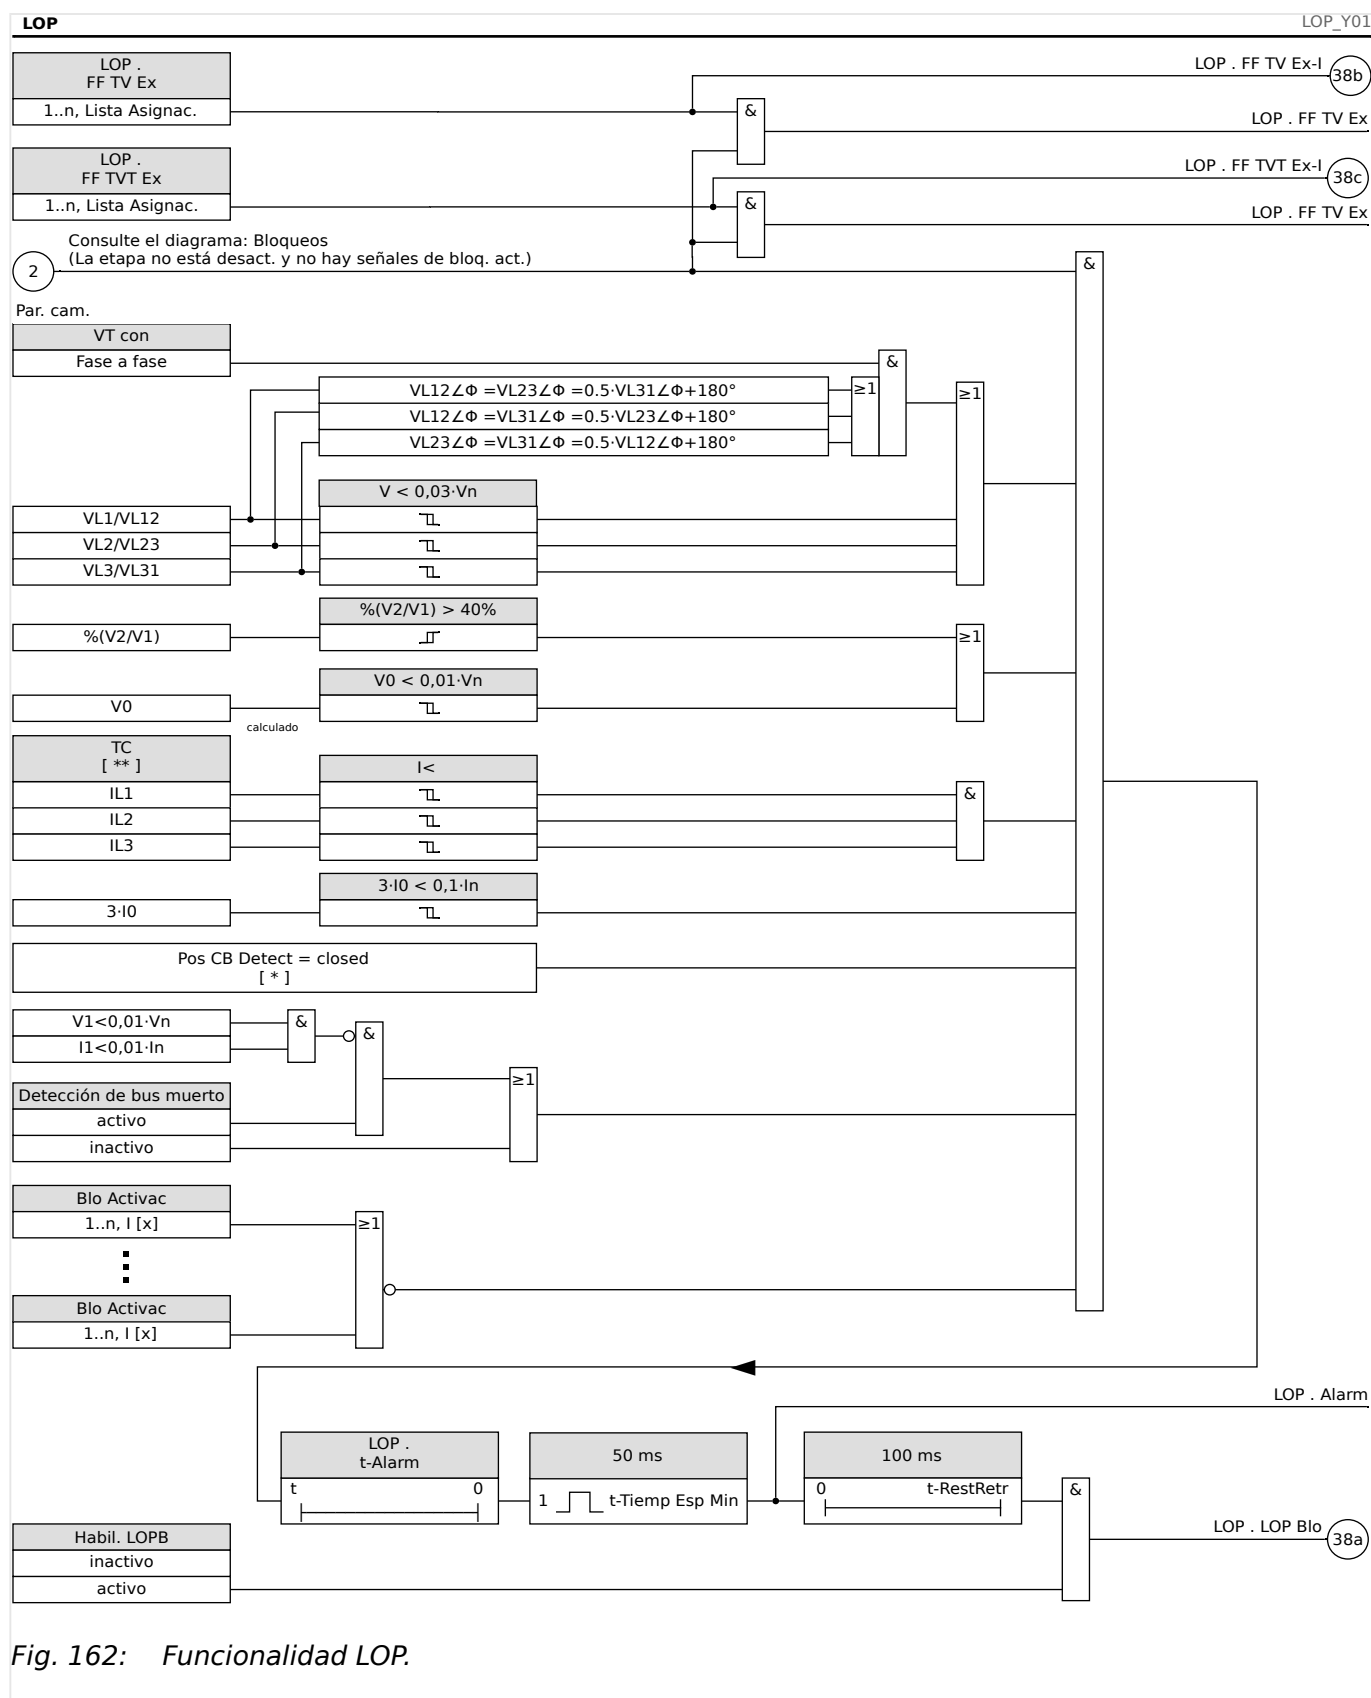 LOP
LOP_Y01
LOP .
FF TV Ex
1..n, Lista Asignac.
LOP . FF TV Ex-I
38b
&
LOP . FF TV Ex
LOP .
FF TVT Ex
1..n, Lista Asignac.
LOP . FF TVT Ex-I
38c
&
LOP . FF TV Ex
Consulte el diagrama: Bloqueos
(La etapa no está desact. y no hay señales de bloq. act.)
2
&
Par. cam.
VT con
Fase a fase
&
VL12∠Φ =VL23∠Φ =0.5·VL31∠Φ+180°
≥1
≥1
VL12∠Φ =VL31∠Φ =0.5·VL23∠Φ+180°
VL23∠Φ =VL31∠Φ =0.5·VL12∠Φ+180°
V < 0,03·Vn
VL1/VL12
VL2/VL23
VL3/VL31
%(V2/V1) > 40%
%(V2/V1)
≥1
V0 < 0,01·Vn
V0
calculado
TC
[ ** ]
I<
IL1
&
IL2
IL3
3·I0 < 0,1·In
3·I0
Pos CB Detect = closed
[ * ]
V1<0,01·Vn
&
&
I1<0,01·In
≥1
Detección de bus muerto
activo
inactivo
Blo Activac
1..n, I [x]
≥1
Blo Activac
1..n, I [x]
LOP . Alarm
LOP .
t-Alarm
50 ms
100 ms
t
0
1
t-Tiemp Esp Min
0
t-RestRetr
&
LOP . LOP Blo
38a
Habil. LOPB
inactivo
activo
Fig. 162: Funcionalidad LOP.